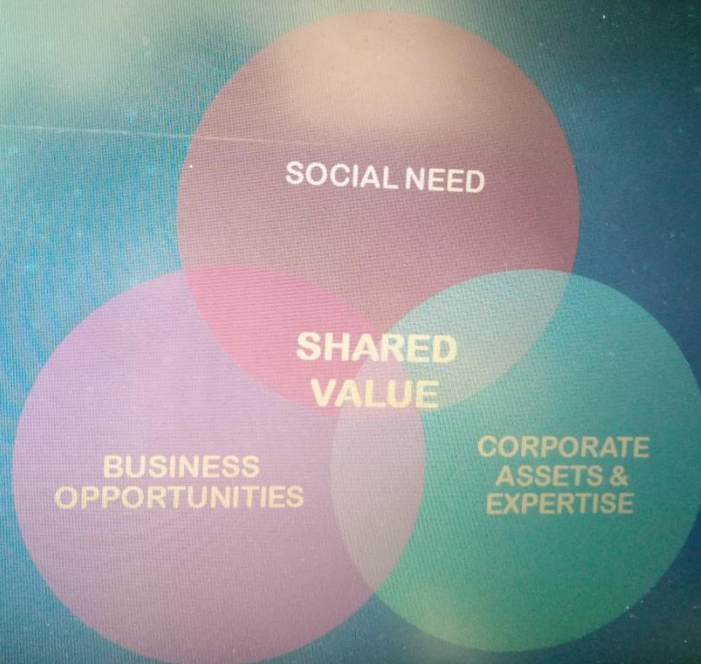 SOCIAL NEED
SHARED
VALUE
BUSINESS
OPPORTUNITIES
CORPORATE
ASSETS &
EXPERTISE